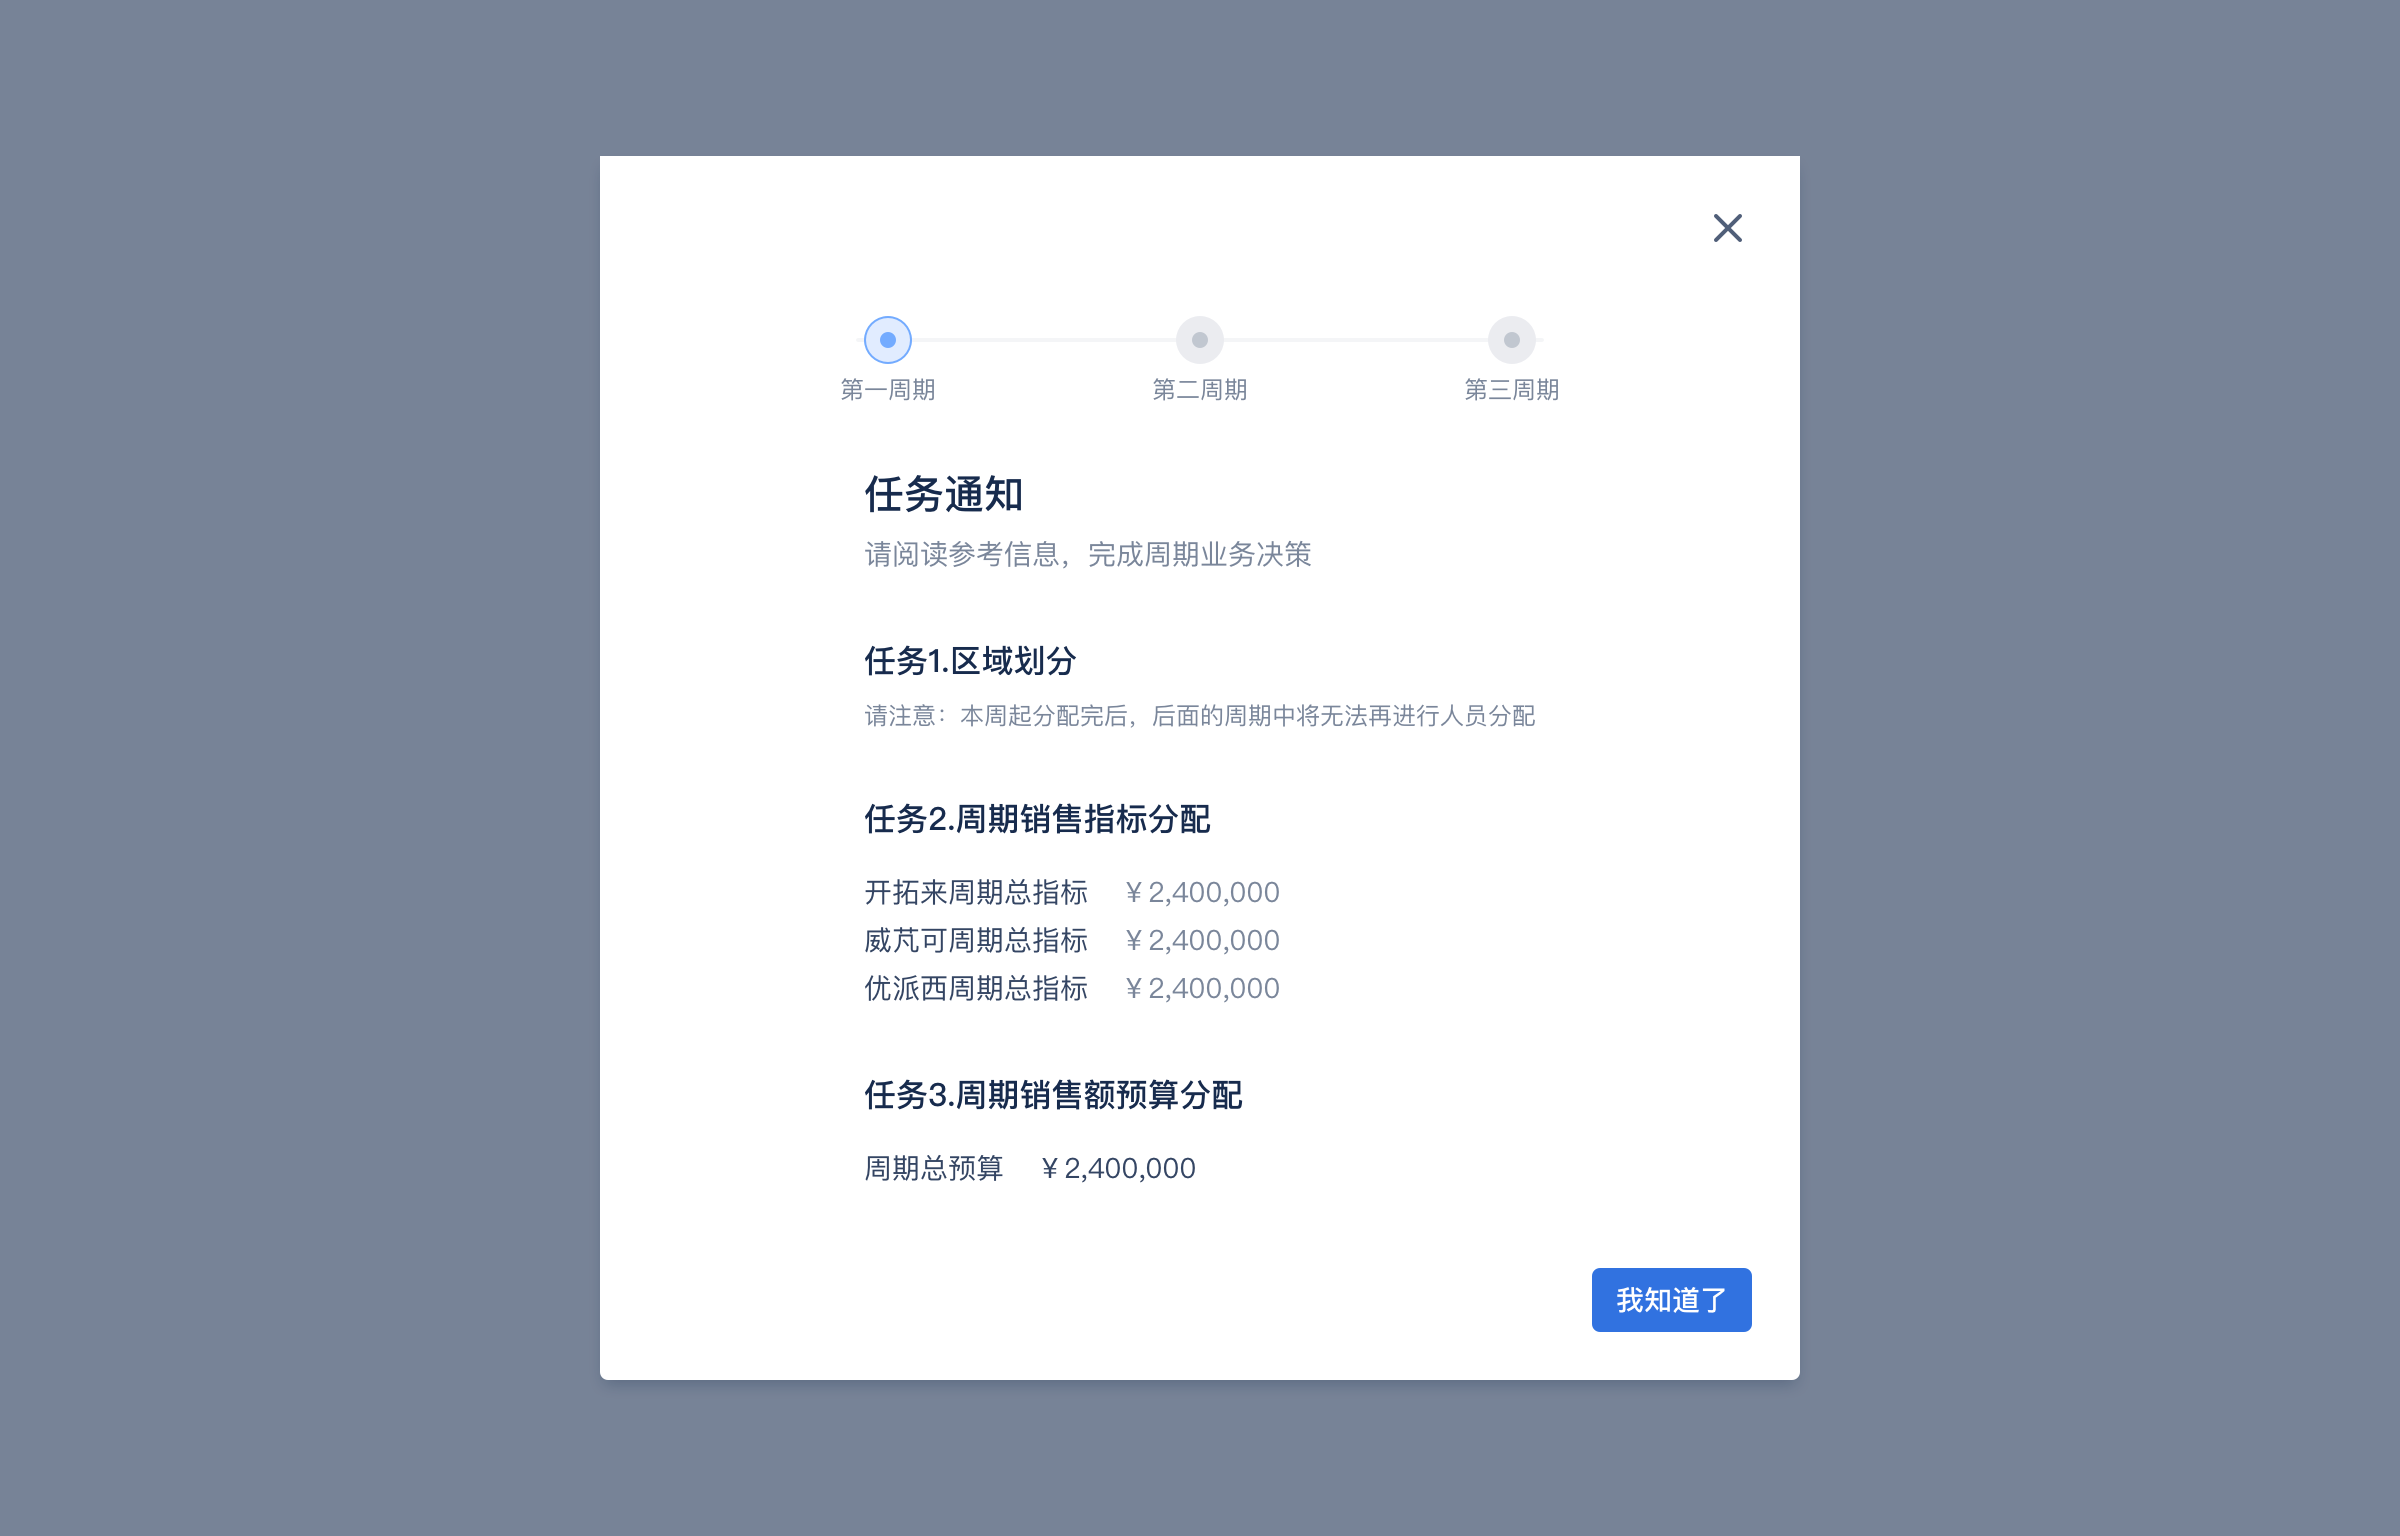 第一周期 第二周期 第三周期
任务通知
请阅读参考信息，完成周期业务决策
任务1.区域划分
请注意：本周起分配完后，后面的周期中将无法再进行人员分配
任务2.周期销售指标分配
开拓来周期总指标 ¥ 2,400,000
威芃可周期总指标 ¥ 2,400,000
优派西周期总指标 ¥ 2,400,000
任务3.周期销售额预算分配
周期总预算 ¥ 2,400,000
我知道了